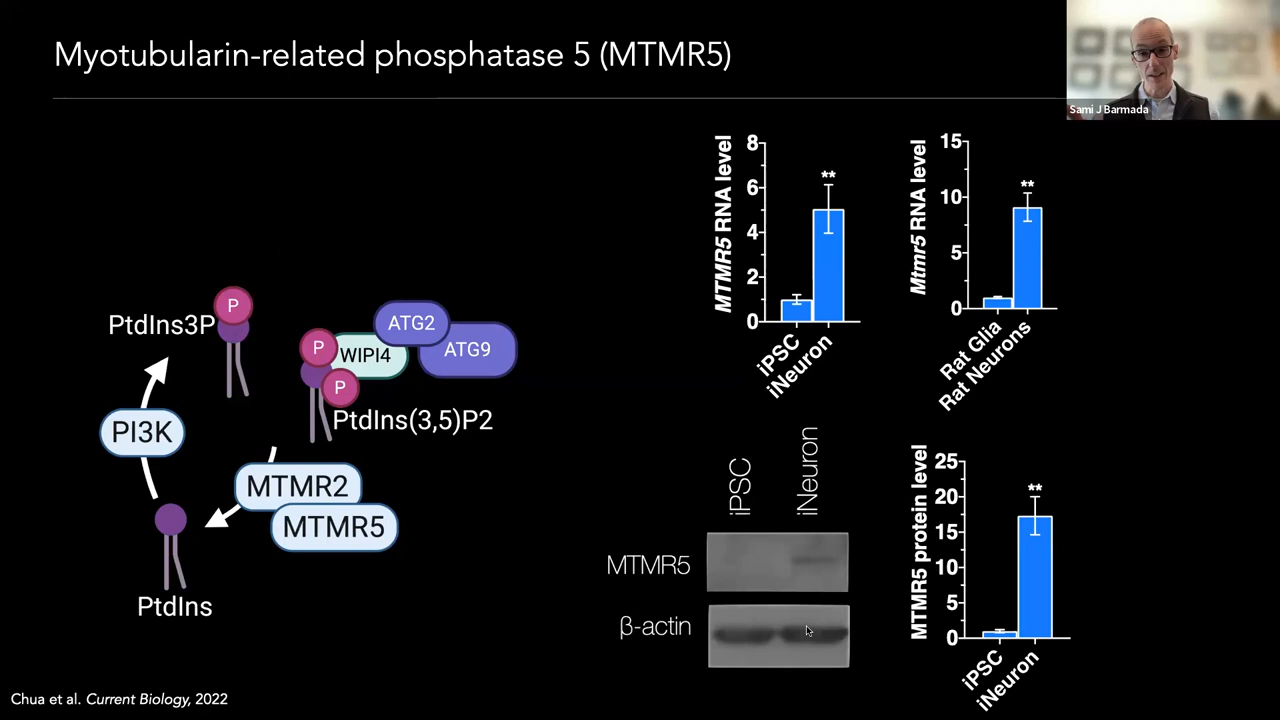 Myotubularin-related phosphatase 5 (MTMR5)
Sami J Barmada
PtdIns3P
P
P
WIPI4
ATG2
ATG9
P
PtdIns(3,5)P2
PI3K
MTMR2
MTMR5
PtdIns
MTMR5 RNA level
8
6
4
2
0
**
iPSC
iNeuron
Mtmr5 RNA level
15
10
5
0
**
Rat Glia
Rat Neurons
iPSC
iNeuron
MTMR5
β-actin
MTMR5 protein level
25
20
15
10
5
0
**
iPSC
iNeuron
Chua et al. Current Biology, 2022